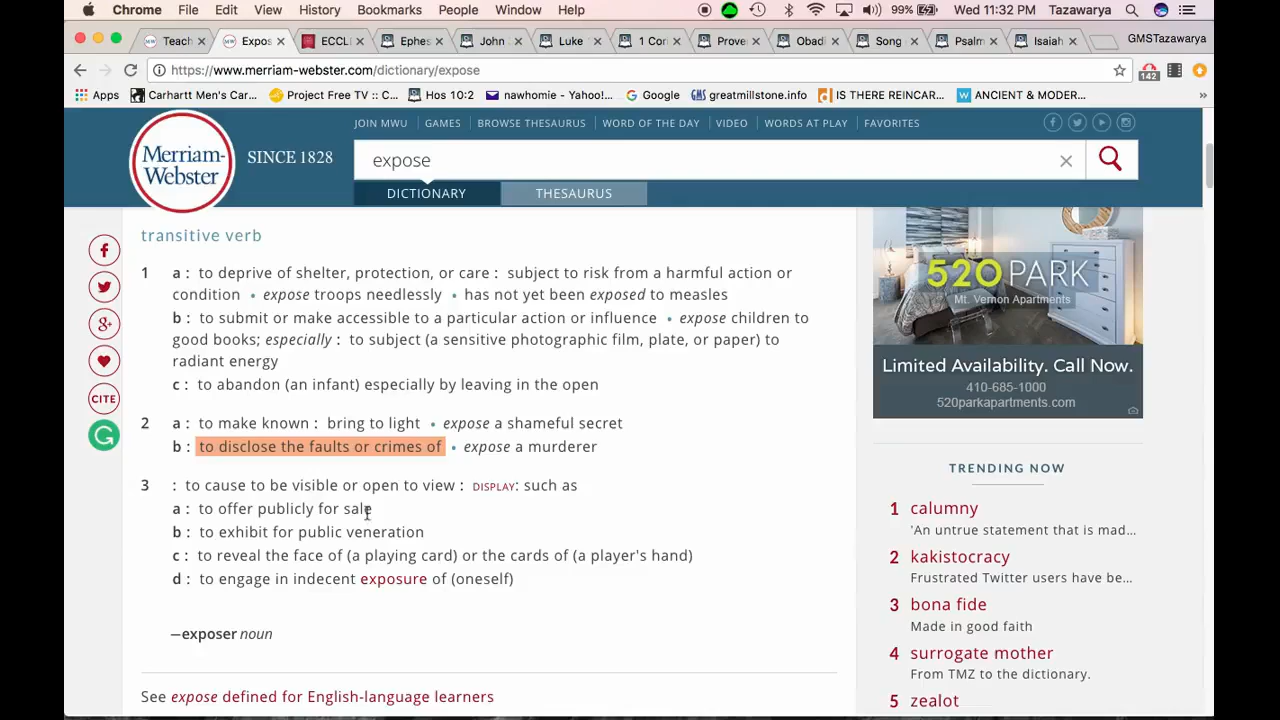 Chrome File Edit View History Bookmarks People Window Help 99% Wed 11:32 PM Tazawarya
Teach Expos ECCLE Ephes John Luke 1 Cor Prover Obadi Song Psalm Isaiah GMSTazawarya
https://www.merriam-webster.com/dictionary/expose 142
Apps Carhartt Men's Car... Project Free TV :: C... Hos 10:2 nawhomie - Yahoo!... Google greatmillstone.info IS THERE REINCAR... ANCIENT & MODER... »
JOIN MWU GAMES BROWSE THESAURUS WORD OF THE DAY VIDEO WORDS AT PLAY FAVORITES
Merriam-
Webster
SINCE 1828
expose
DICTIONARY THESAURUS
transitive verb
1 a : to deprive of shelter, protection, or care : subject to risk from a harmful action or
condition • expose troops needlessly • has not yet been exposed to measles
b : to submit or make accessible to a particular action or influence • expose children to
good books; especially : to subject (a sensitive photographic film, plate, or paper) to
radiant energy
c : to abandon (an infant) especially by leaving in the open
2 a : to make known : bring to light • expose a shameful secret
b : to disclose the faults or crimes of • expose a murderer
3 : to cause to be visible or open to view : DISPLAY: such as
a : to offer publicly for sale
b : to exhibit for public veneration
c : to reveal the face of (a playing card) or the cards of (a player's hand)
d : to engage in indecent exposure of (oneself)
—exposer noun
See expose defined for English-language learners
CITE
520 PARK
Mt. Vernon Apartments
Limited Availability. Call Now.
410-685-1000
520parkapartments.com
TRENDING NOW
1 calumny
'An untrue statement that is mad...
2 kakistocracy
Frustrated Twitter users have be...
3 bona fide
Made in good faith
4 surrogate mother
From TMZ to the dictionary.
5 zealot